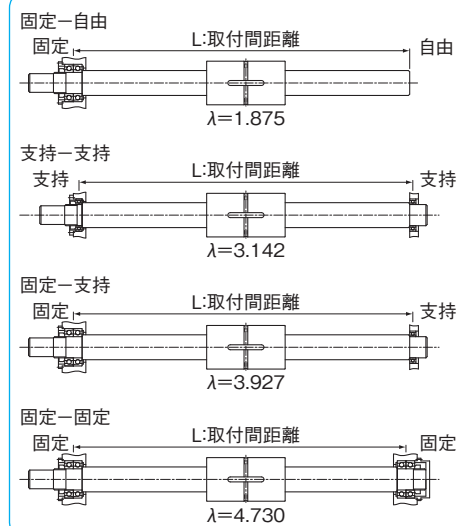 固定－自由
固定 L:取付間距離 自由
λ=1.875
支持－支持
支持 L:取付間距離 支持
λ=3.142
固定－支持
固定 L:取付間距離 支持
λ=3.927
固定－固定
固定 L:取付間距離 固定
λ=4.730